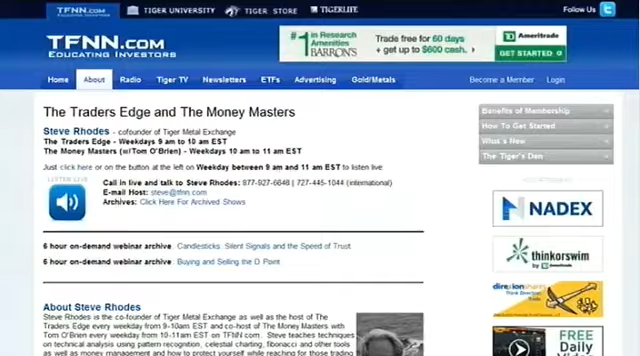 TIGER UNIVERSITY TIGER STORE TIGERLIFE Follow Us
TFNN.COM
EDUCATING INVESTORS
#1 in Research Amenities BARRON'S
Trade free for 60 days
+ get up to $600 cash.
Ameritrade
GET STARTED
Home About Radio Tiger TV Newsletters ETFs Advertising Gold/Metals Become a Member Login
The Traders Edge and The Money Masters
Steve Rhodes - cofounder of Tiger Metal Exchange
The Traders Edge - Weekdays 9 am to 10 am EST
The Money Masters (w/Tom O'Brien) - Weekdays 10 am to 11 am EST
Just click here or on the button at the left on Weekday between 9 am and 11 am EST to listen live
LISTEN LIVE
Call in live and talk to Steve Rhodes: 877-927-6648 | 727-445-1044 (international)
E-mail Host: steve@tfnn.com
Archives: Click Here For Archived Shows
6 hour on-demand webinar archive Candlesticks, Silent Signals and the Speed of Trust
6 hour on-demand webinar archive Buying and Selling the D Point
About Steve Rhodes
Steve Rhodes is the co-founder of Tiger Metal Exchange as well as the host of The
Traders Edge every weekday from 9-10am EST and co-host of The Money Masters with
Tom O'Brien every weekday from 10-11am EST on TFNN.com. Steve teaches techniques
on technical analysis using pattern recognition, celestial charting, fibonacci and other tools
as well as money management and how to protect yourself while reaching for those trading
Benefits of Membership
How To Get Started
What's New
The Tiger's Den
NADEX
thinkorswim
by Ameritrade
direxionshares
Think Direction. Trade
FREE
Daily
Video